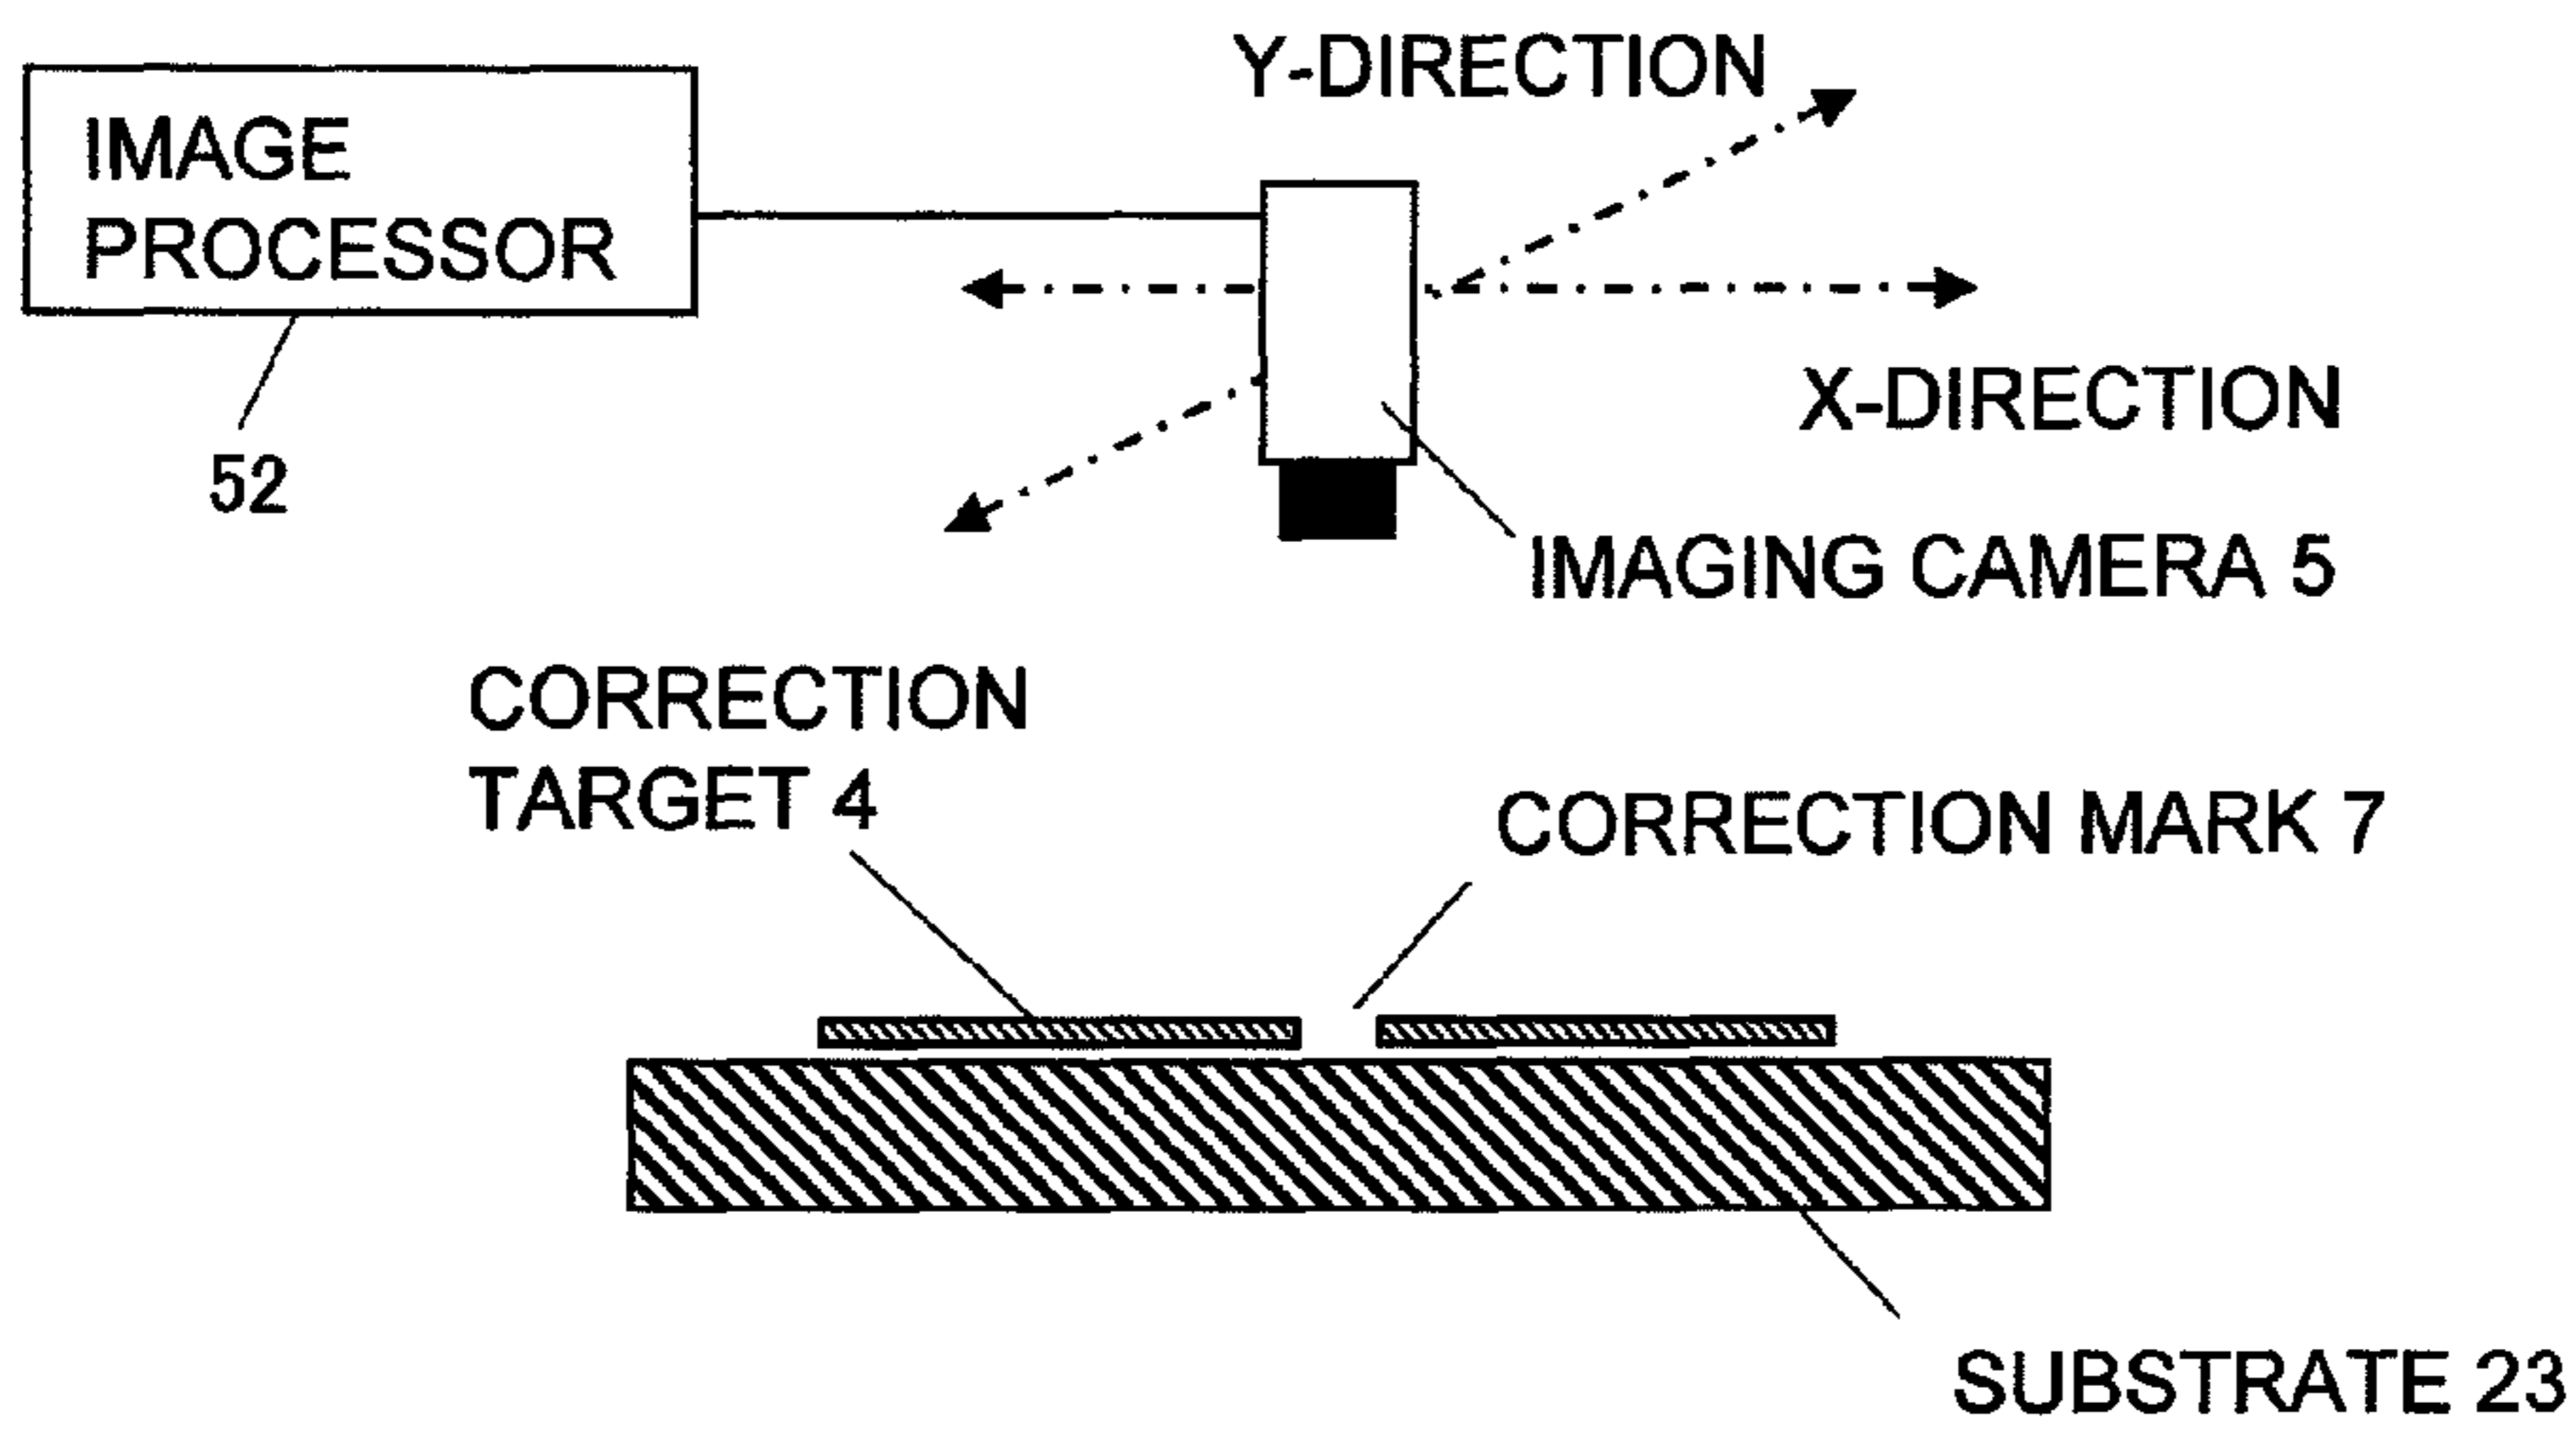 Y-DIRECTION
IMAGE
PROCESSOR
X-DIRECTION
52
IMAGING CAMERA 5
CORRECTION
TARGET 4
CORRECTION MARK 7
SUBSTRATE 23